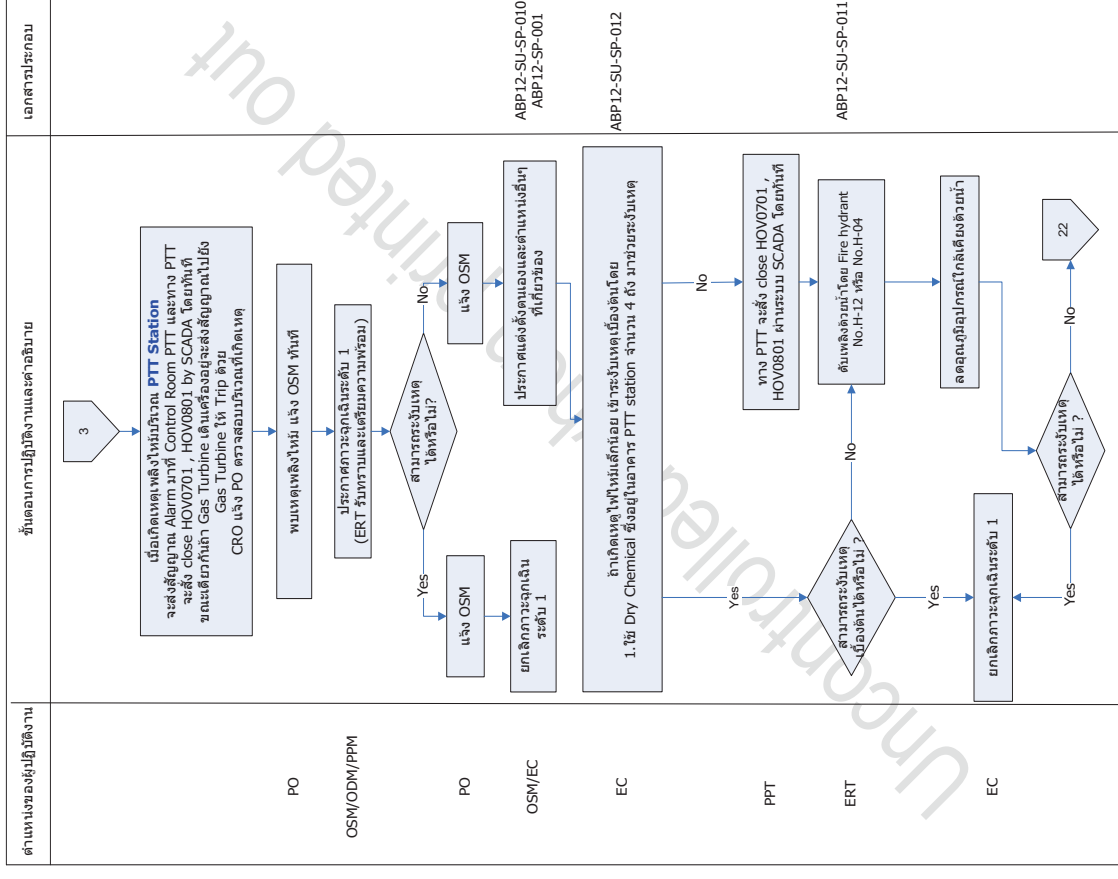 ตำแหน่งของผู้ปฏิบัติงาน
ขั้นตอนการปฏิบัติงานและคำอธิบาย
เอกสารประกอบ
3
เมื่อเกิดเหตุเพลิงไหม้บริเวณ PTT Station
จะส่งสัญญาณ Alarm มาที่ Control Room PTT และทาง PTT
จะสั่ง close HOV0701 , HOV0801 by SCADA โดยทันที
ขณะเดียวกันถ้า Gas Turbine เดินเครื่องอยู่จะส่งสัญญาณไปยัง
Gas Turbine ให้ Trip ด้วย
CRO แจ้ง PO ตรวจสอบบริเวณที่เกิดเหตุ
PO
พบเหตุเพลิงไหม้ แจ้ง OSM ทันที
OSM/ODM/PPM
ประกาศภาวะฉุกเฉินระดับ 1
(ERT รับทราบและเตรียมความพร้อม)
สามารถระงับเหตุ
ได้หรือไม่?
Yes
No
PO
แจ้ง OSM
แจ้ง OSM
OSM/EC
ยกเลิกภาวะฉุกเฉิน
ระดับ 1
ประกาศแต่งตั้งตนเองและตำแหน่งอื่นๆ
ที่เกี่ยวข้อง
ABP12-SU-SP-010
ABP12-SP-001
EC
ถ้าเกิดเหตุไฟไหม้เล็กน้อย เข้าระงับเหตุเบื้องต้นโดย
1.ใช้ Dry Chemical ซึ่งอยู่ในอาคาร PTT station จำนวน 4 ถัง มาช่วยระงับเหตุ
ABP12-SU-SP-012
Yes
No
PPT
ทาง PTT จะสั่ง close HOV0701 ,
HOV0801 ผ่านระบบ SCADA โดยทันที
ERT
สามารถระงับเหตุ
เบื้องต้นได้หรือไม่ ?
No
ดับเพลิงด้วยน้ำโดย Fire hydrant
No.H-12 หรือ No.H-04
ABP12-SU-SP-011
Yes
EC
ยกเลิกภาวะฉุกเฉินระดับ 1
ลดอุณภูมิอุปกรณ์ใกล้เคียงด้วยน้ำ
Yes
สามารถระงับเหตุ
ได้หรือไม่ ?
No
22
Uncontrolled when printed out